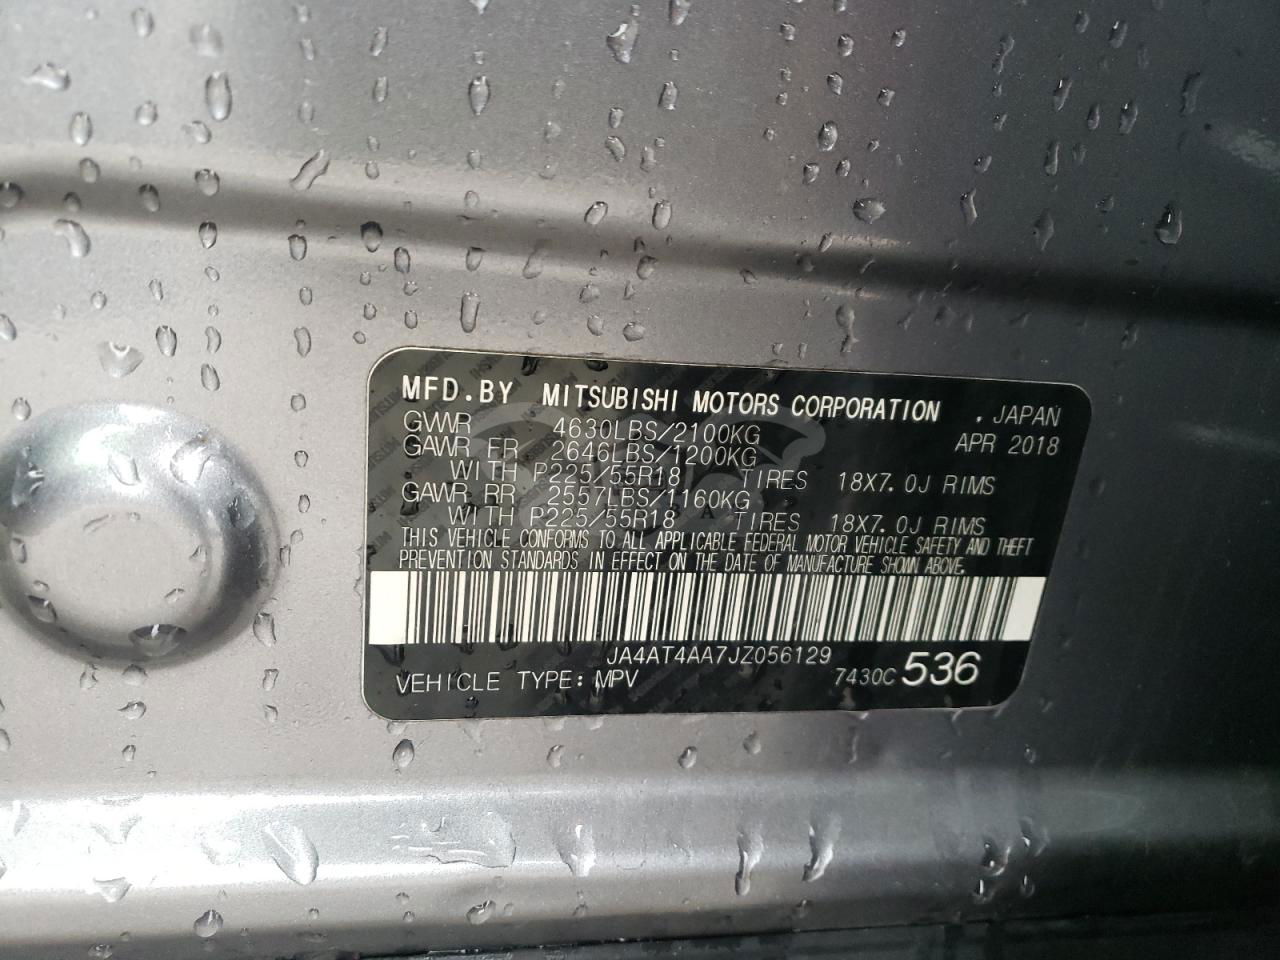 MFD.BY MITSUBISHI MOTORS CORPORATION . JAPAN
GVWR 4630LBS/2100KG APR 2018
GAWR FR 2646LBS/1200KG
WITH P225/55R18 TIRES 18X7.0J RIMS
GAWR RR 2557LBS/1160KG
WITH P225/55R18 TIRES 18X7.0J RIMS
THIS VEHICLE CONFORMS TO ALL APPLICABLE FEDERAL MOTOR VEHICLE SAFETY AND THEFT
PREVENTION STANDARDS IN EFFECT ON THE DATE OF MANUFACTURE SHOWN ABOVE.
JA4AT4AA7JZ056129
VEHICLE TYPE: MPV 7430C 536